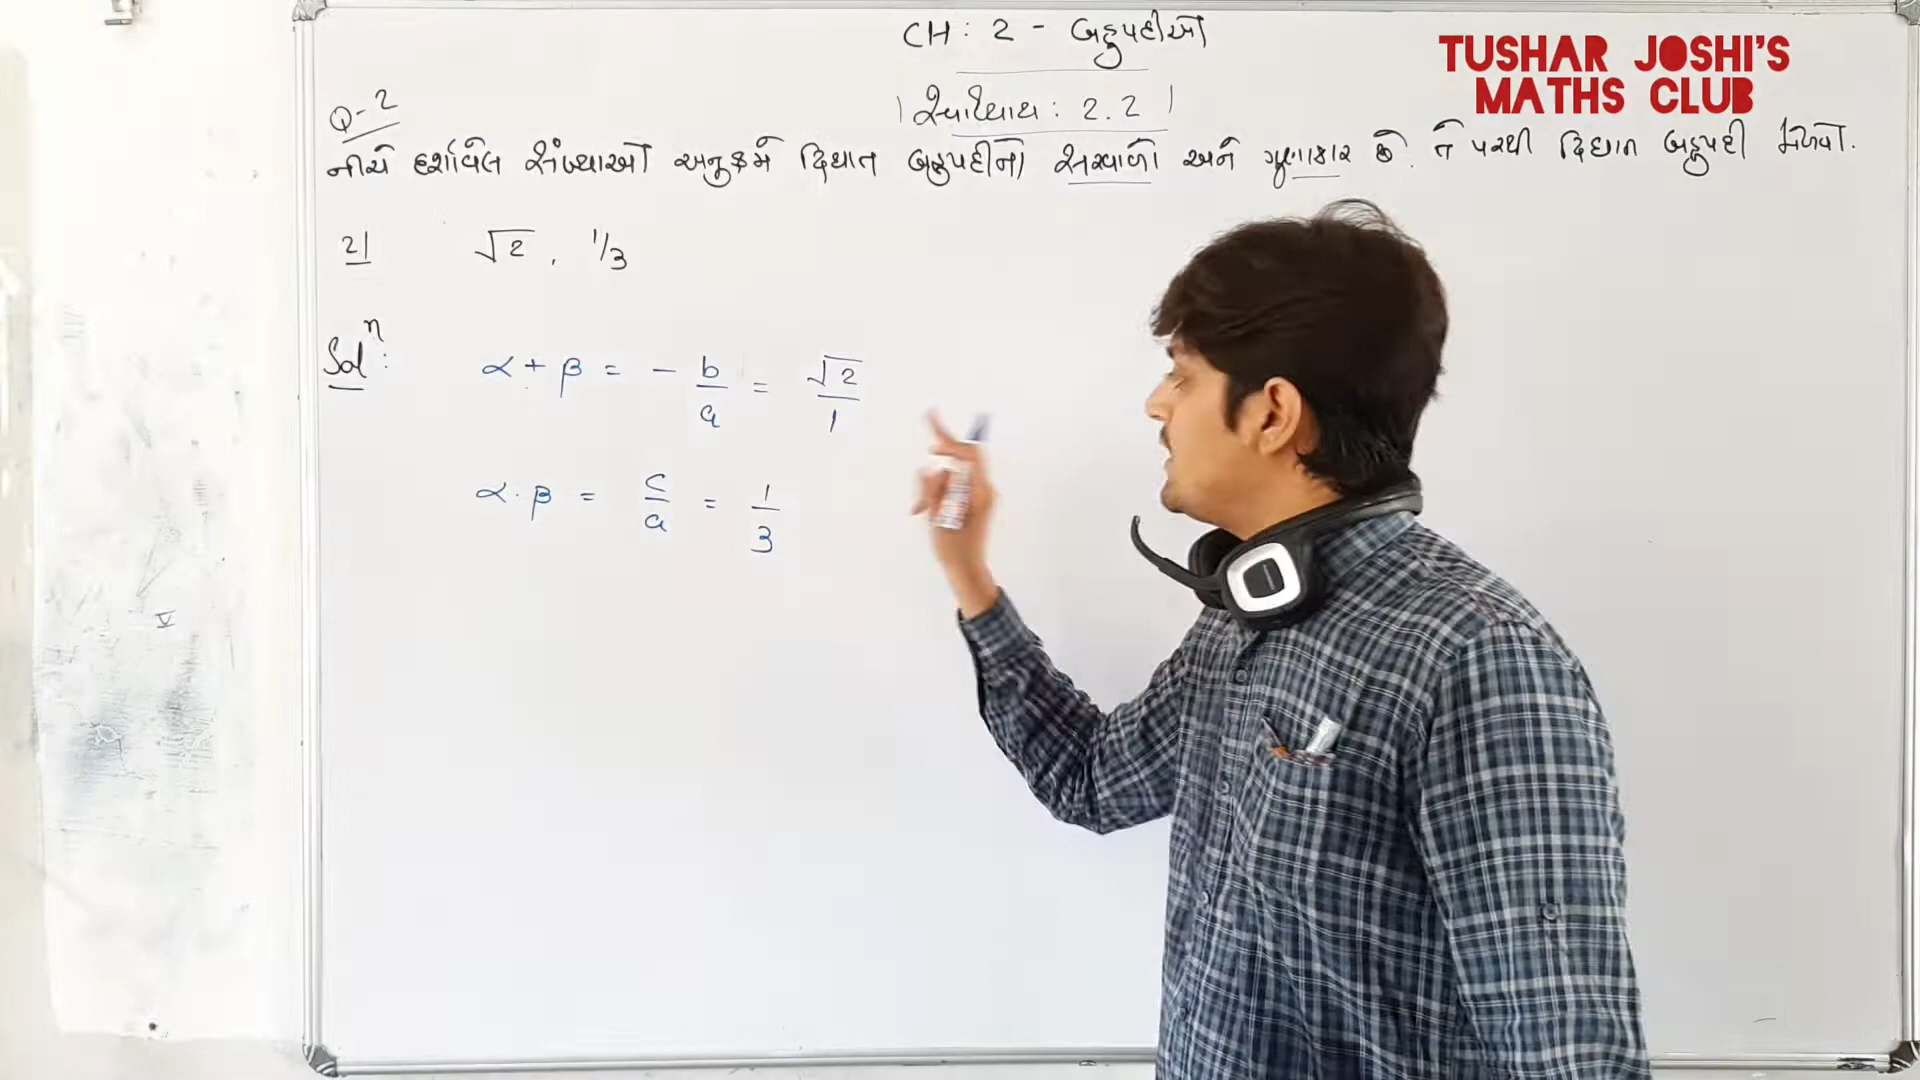 CH: 2 - બહુપદીઓ
TUSHAR JOSHI'S
MATHS CLUB
Q-2
સ્વાધ્યાય: 2.2
નીચે દર્શાવેલ સંખ્યાઓ અનુક્રમે દ્વિઘાત બહુપદીનો સરવાળો અને ગુણાકાર છે. તે પરથી દ્વિઘાત બહુપદી મેળવો.
2) √2 , 1/3
Solⁿ:
α + β = - b/a = √2/1
α · β = c/a = 1/3